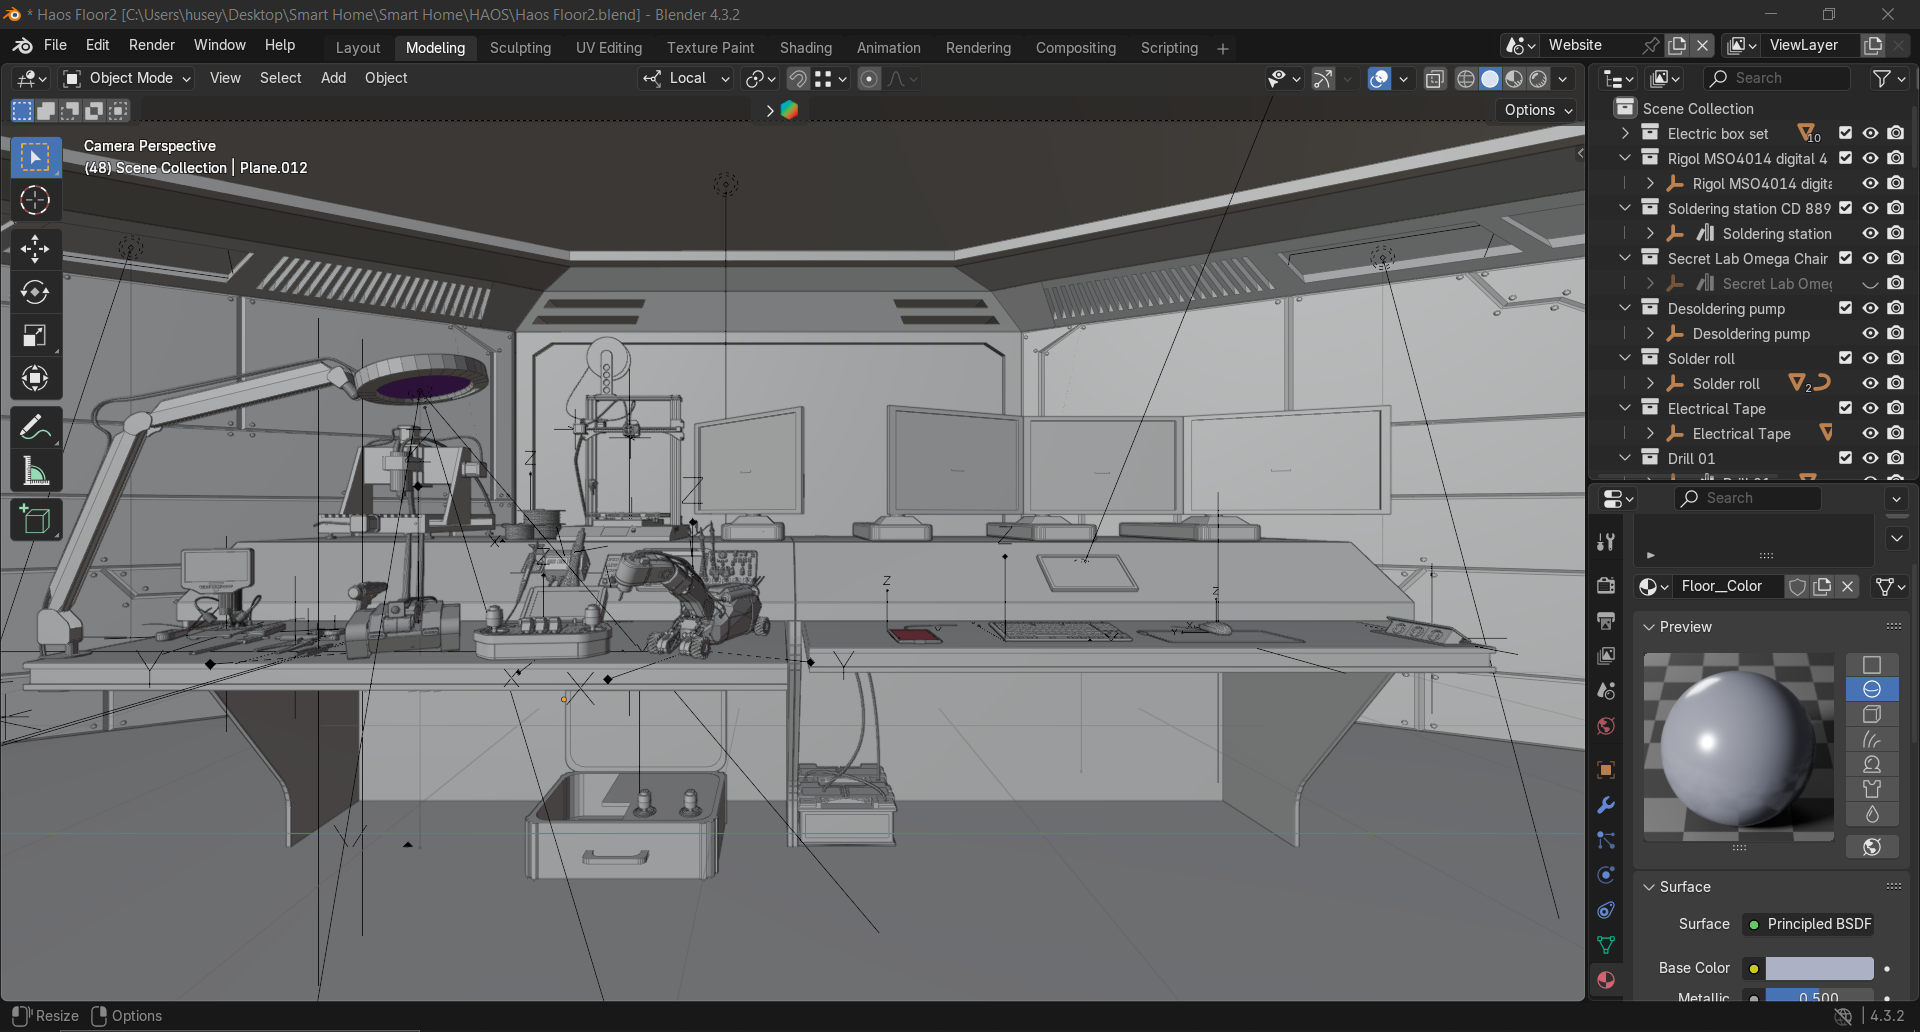 * Haos Floor2 [C:\Users\husey\Desktop\Smart Home\Smart Home\HAOS\Haos Floor2.blend] - Blender 4.3.2
File Edit Render Window Help
Layout Modeling Sculpting UV Editing Texture Paint Shading Animation Rendering Compositing Scripting +
Website
ViewLayer
Object Mode View Select Add Object
Local
Search
Options
Camera Perspective
(48) Scene Collection | Plane.012
Scene Collection
Electric box set 10
Rigol MSO4014 digital 4
Rigol MSO4014 digita
Soldering station CD 889
Soldering station
Secret Lab Omega Chair
Secret Lab Ome
Desoldering pump
Desoldering pump
Solder roll
Solder roll 2
Electrical Tape
Electrical Tape
Drill 01
Search
Floor__Color
Preview
Surface
Surface Principled BSDF
Base Color
Metallic 0.500
Z
Z
Z
Z
Z
Z
X
X
X
Y
Y
Resize Options
4.3.2